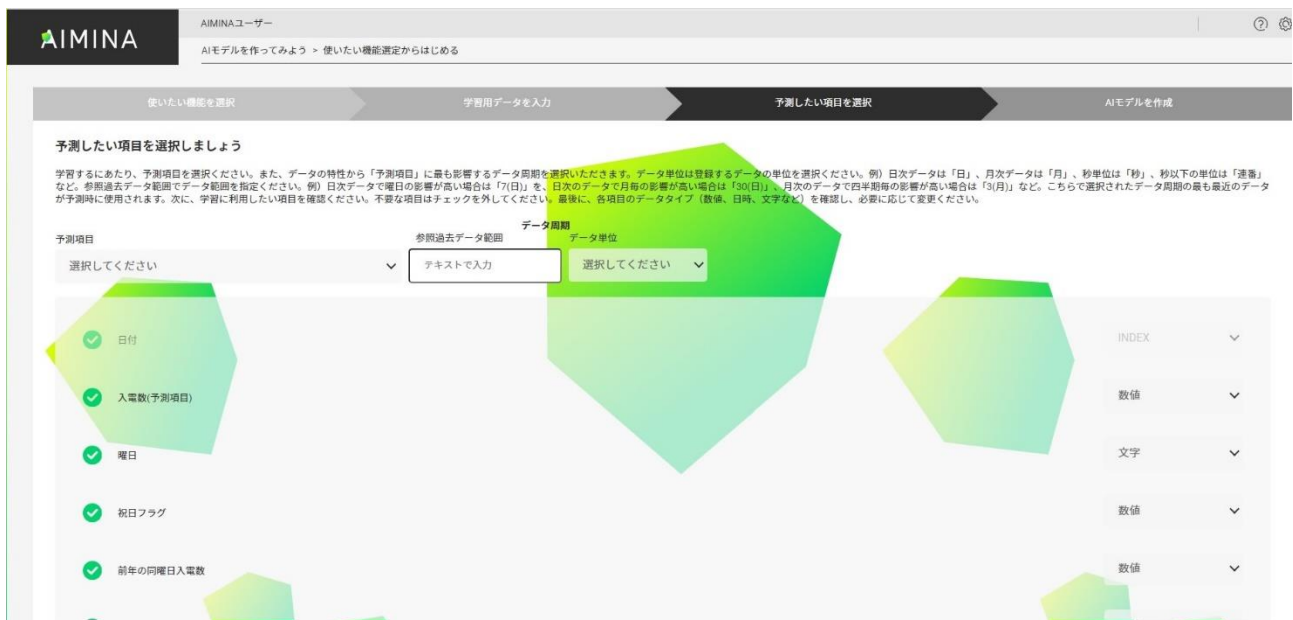 AIMINA
AIMINAユーザー
AIモデルを作ってみよう > 使いたい機能選定からはじめる
使いたい機能を選択
学習用データを入力
予測したい項目を選択
AIモデルを作成
予測したい項目を選択しましょう
学習するにあたり、予測項目を選択ください。また、データの特性から「予測項目」に最も影響するデータ周期を選択いただきます。データ単位は登録するデータの単位を選択ください。例）日次データは「日」、月次データは「月」、秒単位は「秒」、秒以下の単位は「連番」
など。参照過去データ範囲でデータ範囲を指定ください。例）日次データで曜日の影響が高い場合は「7(日)」を、日次のデータで月毎の影響が高い場合は「30(日)」、月次のデータで四半期毎の影響が高い場合は「3(月)」など。こちらで選択されたデータ周期の最も最近のデータ
が予測時に使用されます。次に、学習に利用したい項目を確認ください。不要な項目はチェックを外してください。最後に、各項目のデータタイプ（数値、日時、文字など）を確認し、必要に応じて変更ください。
データ周期
予測項目
参照過去データ範囲
データ単位
選択してください
テキストで入力
選択してください
日付
INDEX
入電数(予測項目)
数値
曜日
文字
祝日フラグ
数値
前年の同曜日入電数
数値